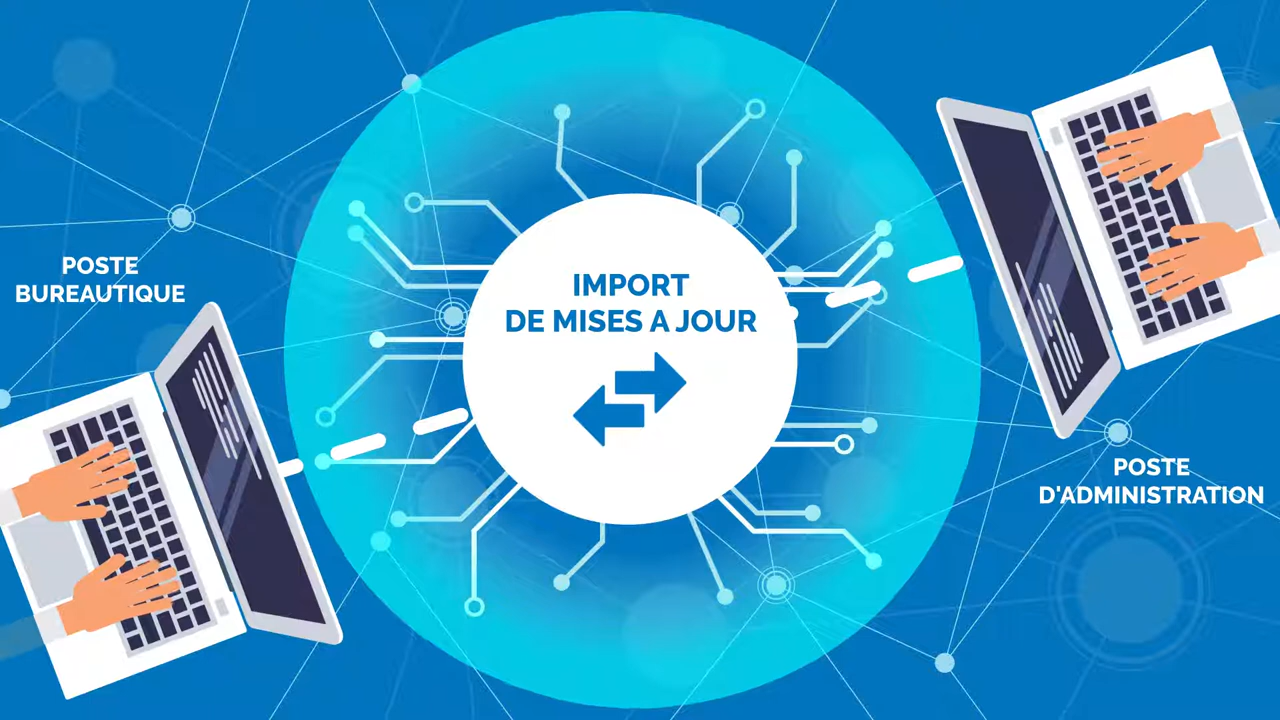 POSTE
BUREAUTIQUE
IMPORT
DE MISES A JOUR
POSTE
D'ADMINISTRATION